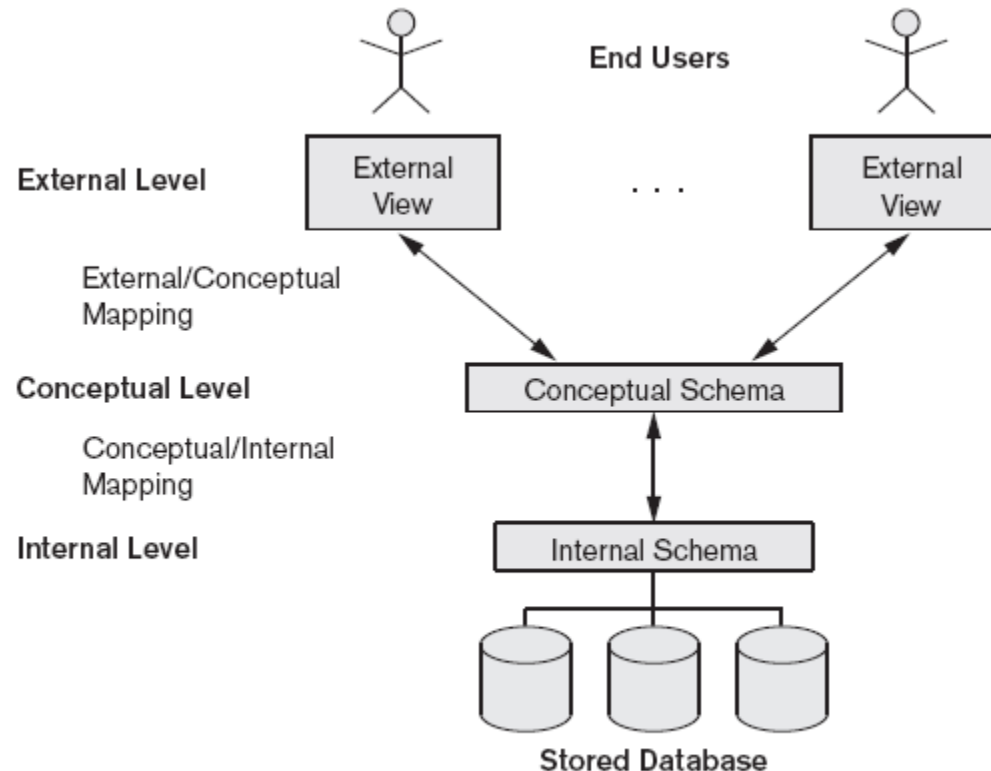 End Users
External Level
External
View
. . .
External
View
External/Conceptual
Mapping
Conceptual Level
Conceptual Schema
Conceptual/Internal
Mapping
Internal Level
Internal Schema
Stored Database